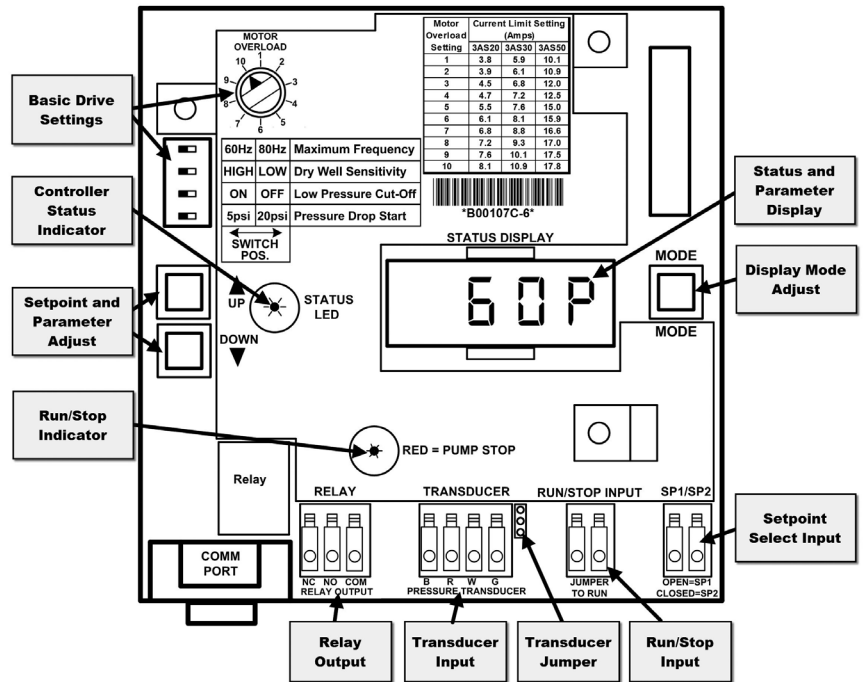 MOTOR
OVERLOAD
1
10 2
9 3
8 4
7 5
6
Motor Overload Setting Current Limit Setting (Amps)
3AS20 3AS30 3AS50
1 3.8 5.9 10.1
2 3.9 6.1 10.9
3 4.5 6.8 12.0
4 4.7 7.2 12.5
5 5.5 7.6 15.0
6 6.1 8.1 15.9
7 6.8 8.8 16.6
8 7.2 9.3 17.0
9 7.6 10.1 17.5
10 8.1 10.9 17.8
*B00107C-6*
60Hz 80Hz Maximum Frequency
HIGH LOW Dry Well Sensitivity
ON OFF Low Pressure Cut-Off
5psi 20psi Pressure Drop Start
SWITCH
POS.
Basic Drive
Settings
Controller
Status
Indicator
Setpoint and
Parameter
Adjust
Run/Stop
Indicator
UP
DOWN
STATUS
LED
STATUS DISPLAY
60P
MODE
MODE
Status and
Parameter
Display
Display Mode
Adjust
RED = PUMP STOP
Relay
COMM
PORT
RELAY
NC NO COM
RELAY OUTPUT
TRANSDUCER
B R W G
PRESSURE TRANSDUCER
RUN/STOP INPUT
JUMPER
TO RUN
SP1/SP2
OPEN=SP1
CLOSED=SP2
Setpoint
Select Input
Relay
Output
Transducer
Input
Transducer
Jumper
Run/Stop
Input